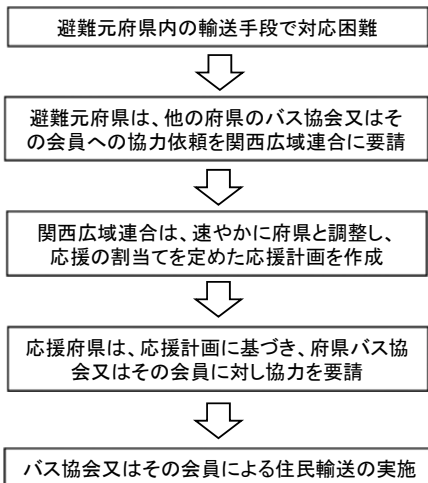 避難元府県内の輸送手段で対応困難
避難元府県は、他の府県のバス協会又はそ
の会員への協力依頼を関西広域連合に要請
関西広域連合は、速やかに府県と調整し、
応援の割当てを定めた応援計画を作成
応援府県は、応援計画に基づき、府県バス協
会又はその会員に対し協力を要請
バス協会又はその会員による住民輸送の実施